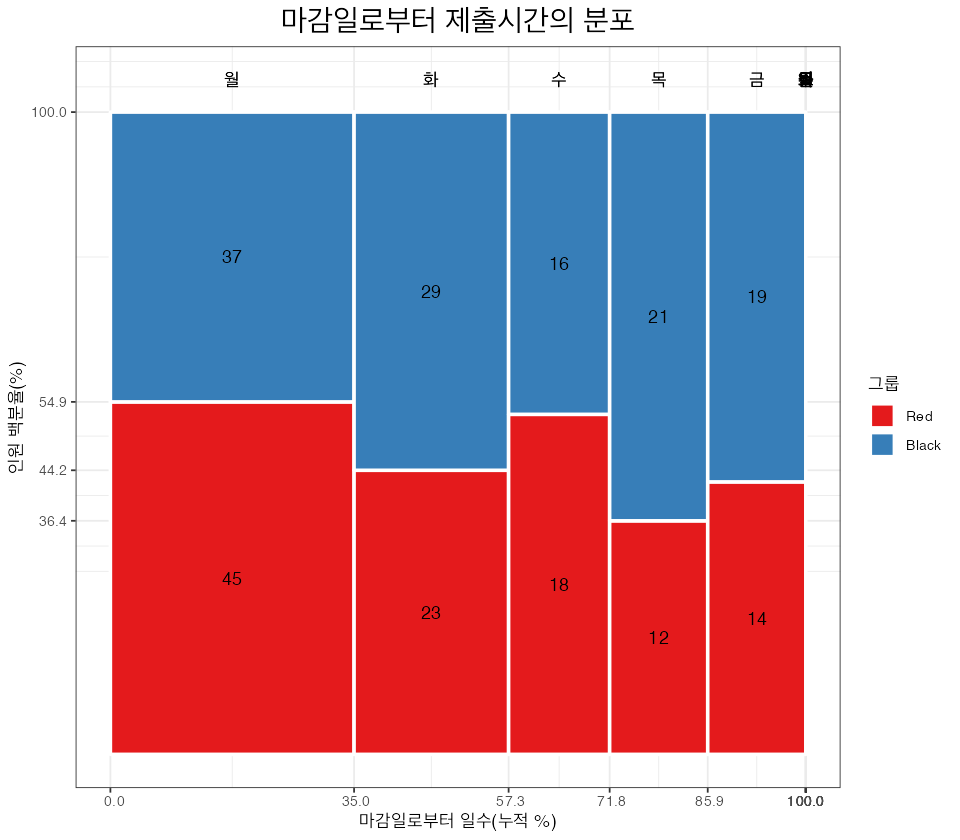 마감일로부터 제출시간의 분포
월 화 수 목 금
100.0
37 29 16 21 19
54.9
44.2
36.4
45 23 18 12 14
인원 백분율(%)
그룹
Red
Black
0.0 35.0 57.3 71.8 85.9 100.0
마감일로부터 일수(누적 %)